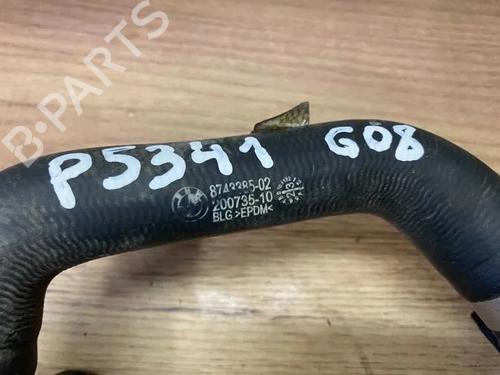 B-PARTS
P5341 G08
8743385-02
200735-10
BLG >EPDM<